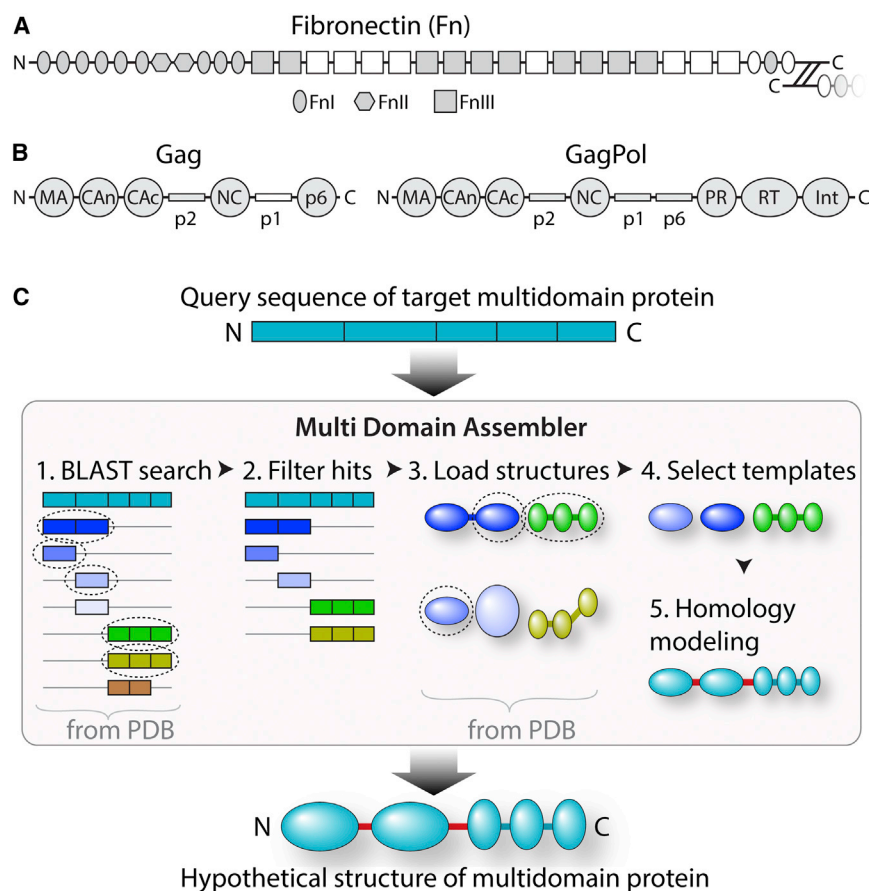 A
Fibronectin (Fn)
N
C
C
FnI
FnII
FnIII
B
Gag
GagPol
N MA CAn CAc NC p6 C
p2 p1
N MA CAn CAc NC PR RT Int C
p2 p1 p6
C
Query sequence of target multidomain protein
N C
Multi Domain Assembler
1. BLAST search
2. Filter hits
3. Load structures
4. Select templates
5. Homology
modeling
from PDB
from PDB
N C
Hypothetical structure of multidomain protein